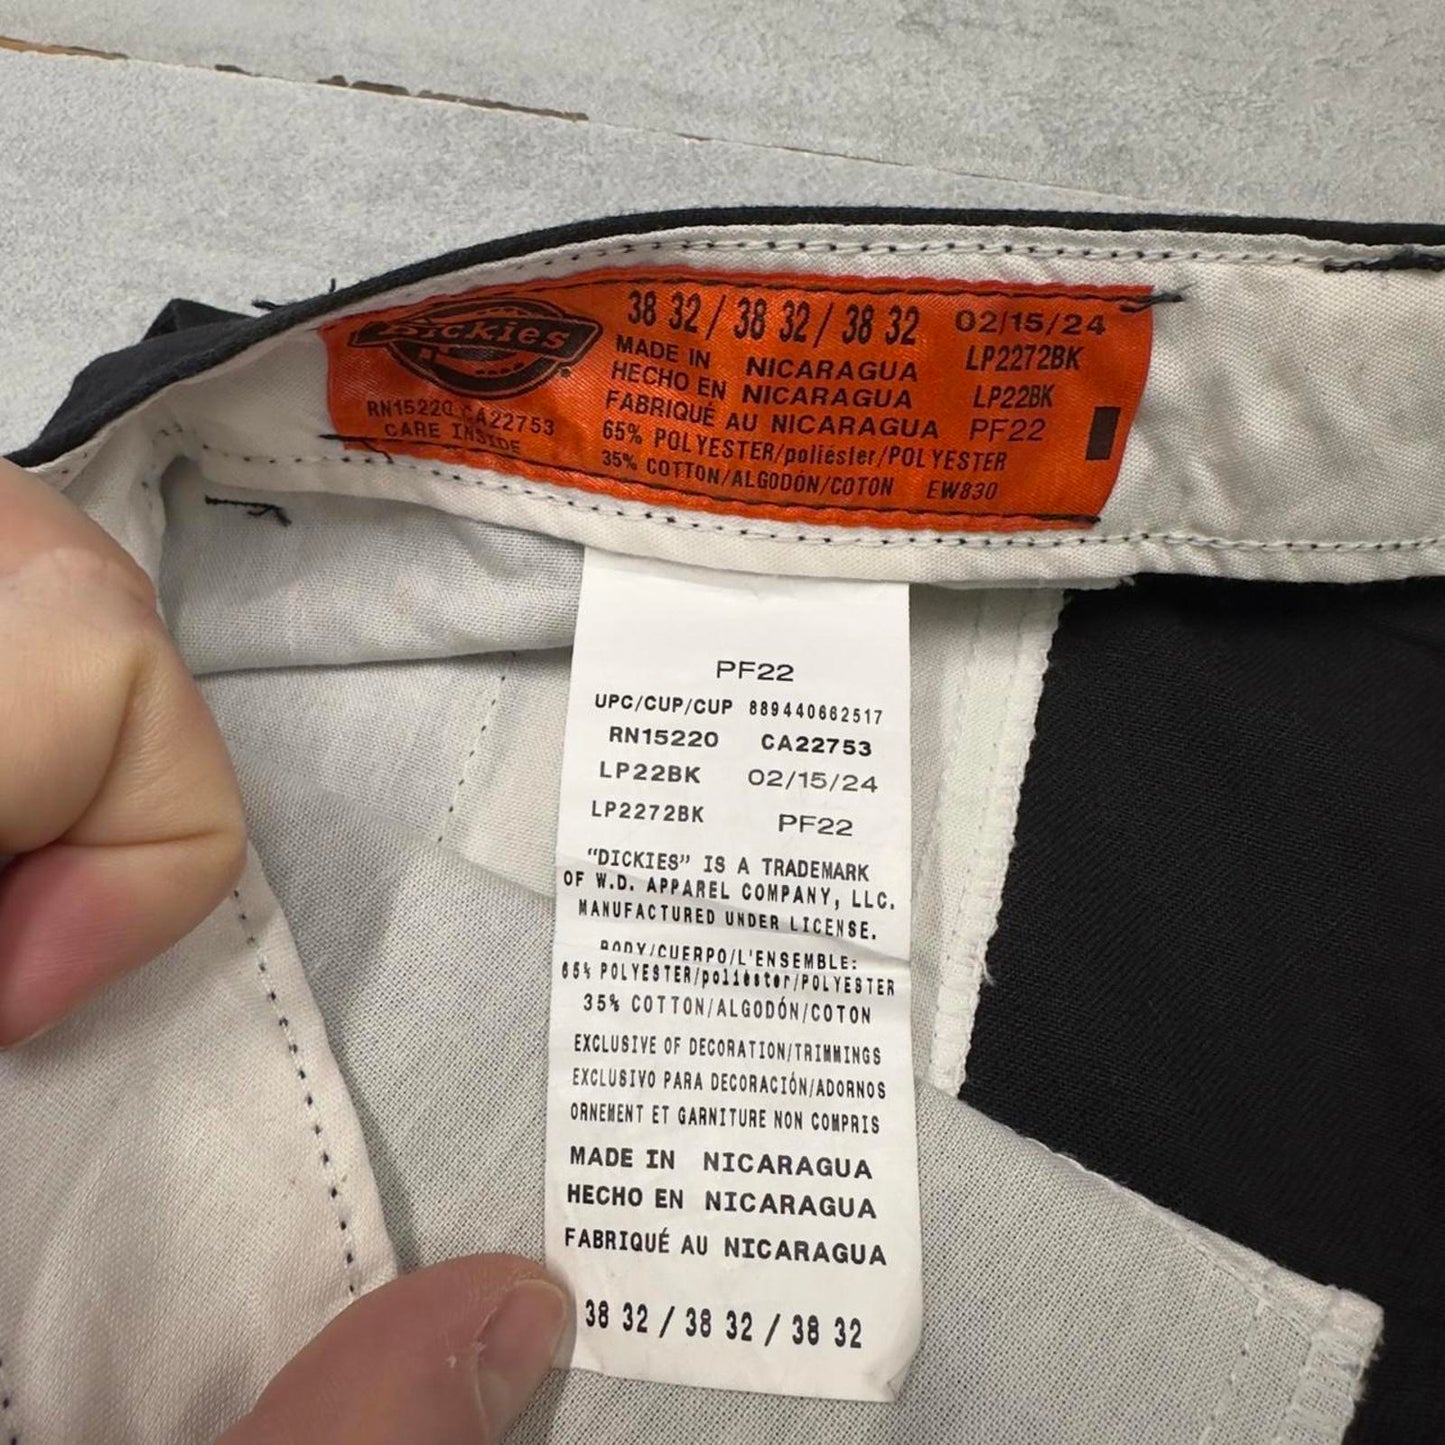 Dickies
RN15220 CA22753
CARE INSIDE
38 32 / 38 32 / 38 32
MADE IN NICARAGUA
HECHO EN NICARAGUA
FABRIQUÉ AU NICARAGUA
65% POLYESTER/poliéster/POLYESTER
35% COTTON/ALGODÓN/COTON EW830
02/15/24
LP2272BK
LP22BK
PF22
PF22
UPC/CUP/CUP 889440662517
RN15220 CA22753
LP22BK 02/15/24
LP2272BK PF22
“DICKIES” IS A TRADEMARK
OF W.D. APPAREL COMPANY, LLC.
MANUFACTURED UNDER LICENSE.
BODY/CUERPO/L'ENSEMBLE:
65% POLYESTER/poliéster/POLYESTER
35% COTTON/ALGODÓN/COTON
EXCLUSIVE OF DECORATION/TRIMMINGS
EXCLUSIVO PARA DECORACIÓN/ADORNOS
ORNEMENT ET GARNITURE NON COMPRIS
MADE IN NICARAGUA
HECHO EN NICARAGUA
FABRIQUÉ AU NICARAGUA
38 32 / 38 32 / 38 32